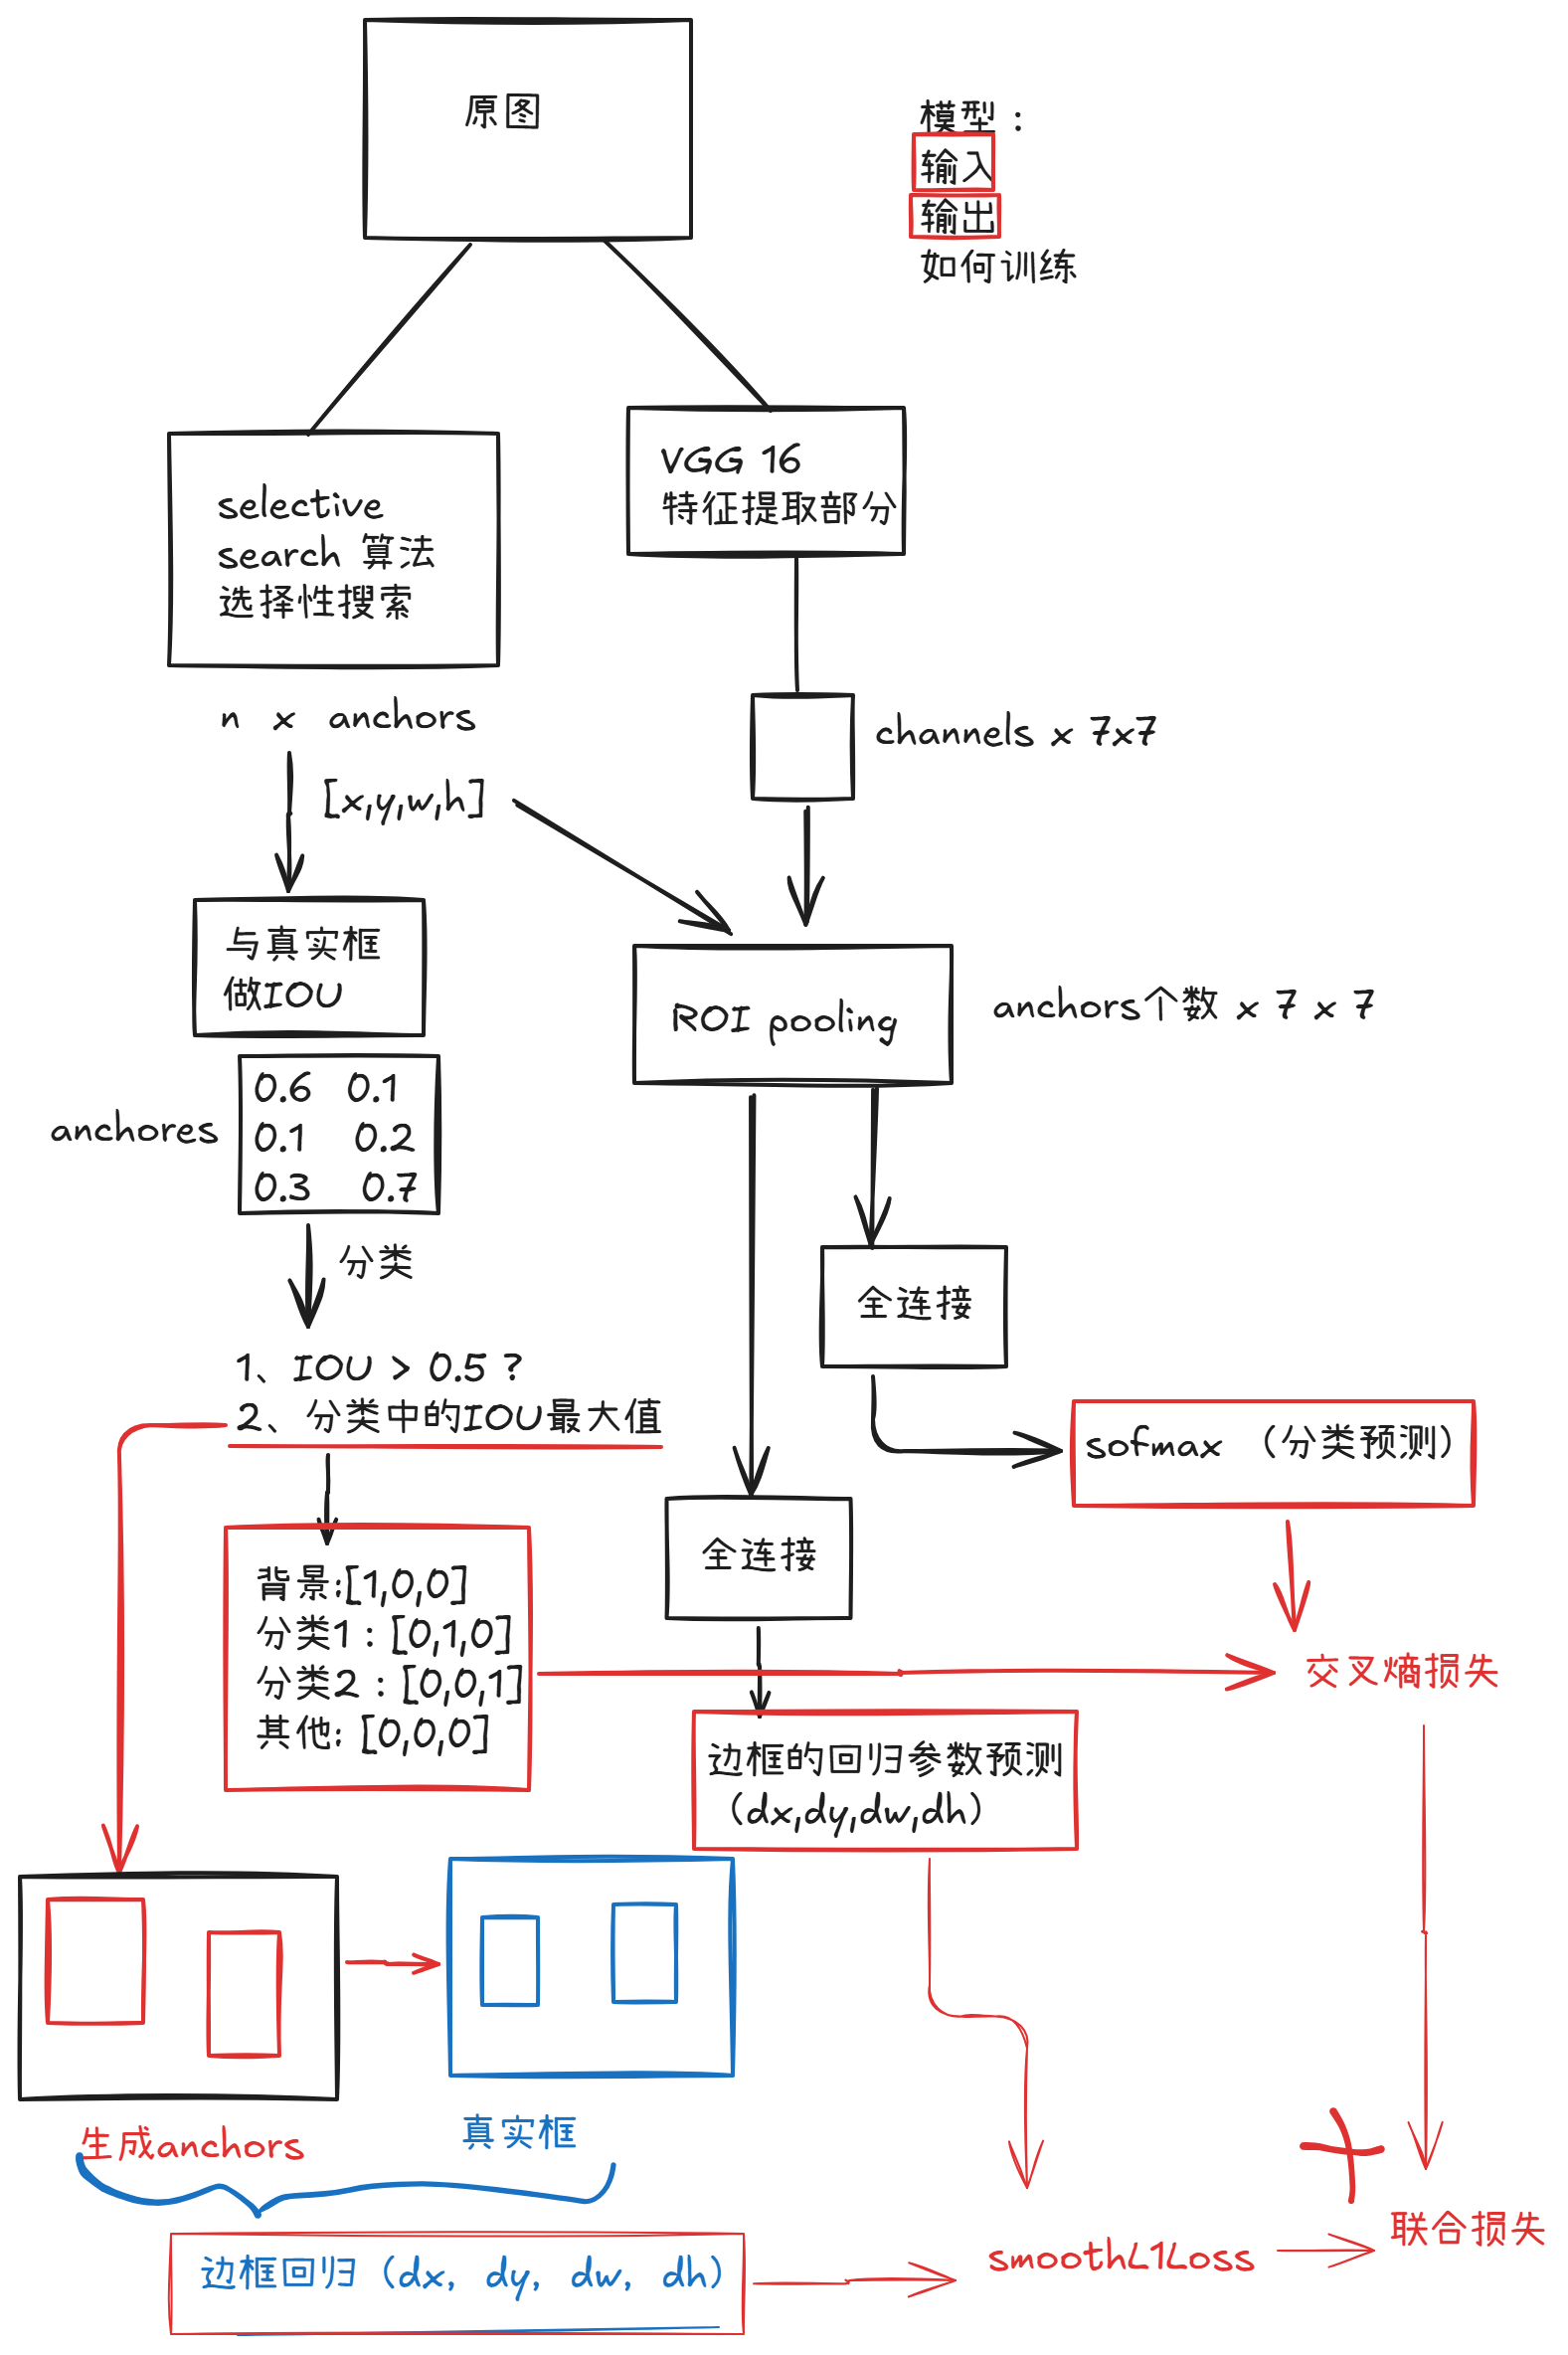 原图
模型：
输入
输出
如何训练
VGG 16
特征提取部分
selective
search 算法
选择性搜索
n x anchors
channels x 7x7
[x,y,w,h]
与真实框
做IOU
ROI pooling
anchors个数 x 7 x 7
anchores
0.6 0.1
0.1 0.2
0.3 0.7
分类
全连接
1、IOU > 0.5 ?
2、分类中的IOU最大值
sofmax （分类预测）
全连接
背景:[1,0,0]
分类1：[0,1,0]
分类2：[0,0,1]
其他: [0,0,0]
交叉熵损失
边框的回归参数预测
（dx,dy,dw,dh）
生成anchors
真实框
联合损失
smoothL1Loss
边框回归（dx， dy， dw， dh）